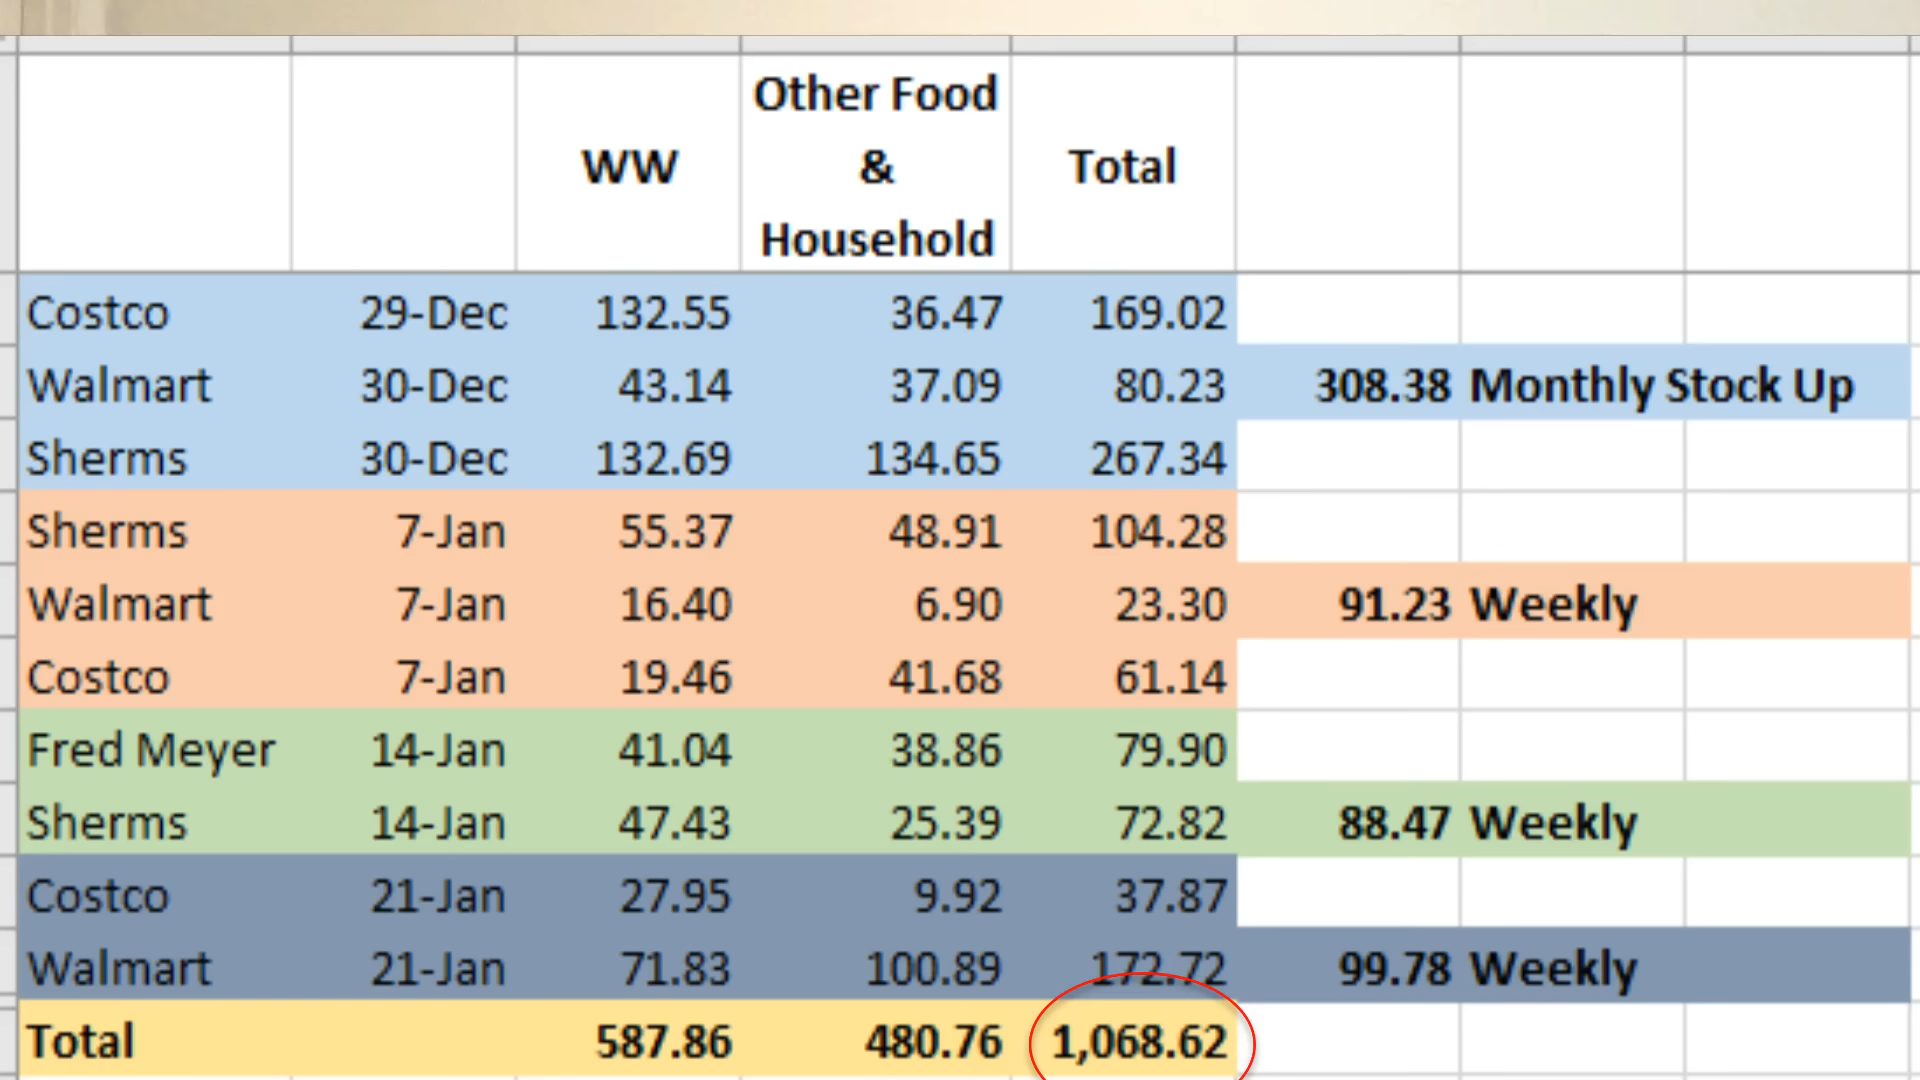 WW Other Food & Household Total
Costco 29-Dec 132.55 36.47 169.02
Walmart 30-Dec 43.14 37.09 80.23 308.38 Monthly Stock Up
Sherms 30-Dec 132.69 134.65 267.34
Sherms 7-Jan 55.37 48.91 104.28
Walmart 7-Jan 16.40 6.90 23.30 91.23 Weekly
Costco 7-Jan 19.46 41.68 61.14
Fred Meyer 14-Jan 41.04 38.86 79.90
Sherms 14-Jan 47.43 25.39 72.82 88.47 Weekly
Costco 21-Jan 27.95 9.92 37.87
Walmart 21-Jan 71.83 100.89 172.72 99.78 Weekly
Total 587.86 480.76 1,068.62